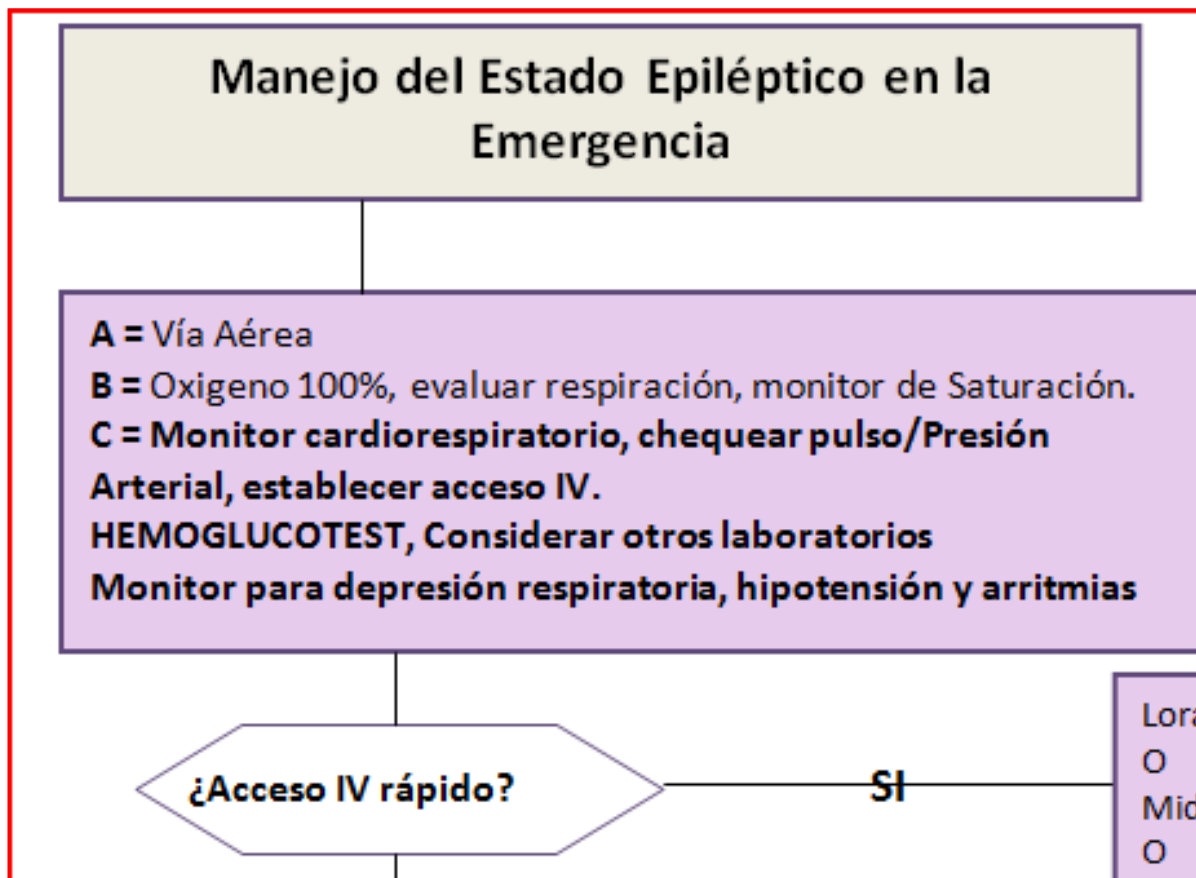 Manejo del Estado Epiléptico en la
Emergencia
A = Vía Aérea
B = Oxigeno 100%, evaluar respiración, monitor de Saturación.
C = Monitor cardiorespiratorio, chequear pulso/Presión
Arterial, establecer acceso IV.
HEMOGLUCOTEST, Considerar otros laboratorios
Monitor para depresión respiratoria, hipotensión y arritmias
¿Acceso IV rápido?
SI
O
O